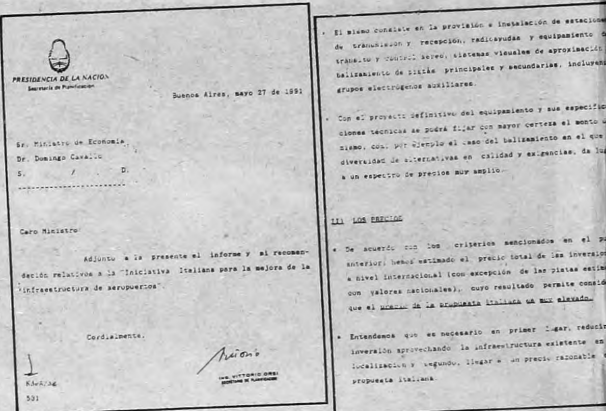 PRESIDENCIA DE LA NACION
Secretaría de Planificación
Buenos Aires, mayo 27 de 1991
Sr. Ministro de Economía
Dr. Domingo Cavallo
S. / D.
Caro Ministro:
Adjunto a la presente el informe y mi recomen-
dación relativos a la "Iniciativa Italiana para la mejora de la
infraestructura de aeropuertos".
Cordialmente,
ING. VITTORIO ORSI
SECRETARIO DE PLANIFICACION
531
El mismo consiste en la provisión e instalación de estaciones
de transmisión y recepción, radioayudas y equipamiento
tránsito y control aéreo, sistemas visuales de aproximación
balizamiento de pistas principales y secundarias, incluyen
grupos electrógenos auxiliares.
Con el proyecto definitivo del equipamiento y sus especific
ciones técnicas se podrá fijar con mayor certeza el monto
mismo, como por ejemplo el caso del balizamiento en el que
diversidad de alternativas en calidad y exigencias, da lug
a un espectro de precios muy amplio.
II) LOS PRECIOS
De acuerdo con los criterios mencionados en el pu
anterior, hemos estimado el precio total de las inversion
a nivel internacional (con excepción de las pistas estim
con valores nacionales), cuyo resultado permite consid
que el precio de la propuesta italiana es muy elevado.
Entendemos que es necesario en primer lugar, reducir
inversión aprovechando la infraestructura existente en
localización y segundo, llegar a un precio razonable
propuesta italiana.